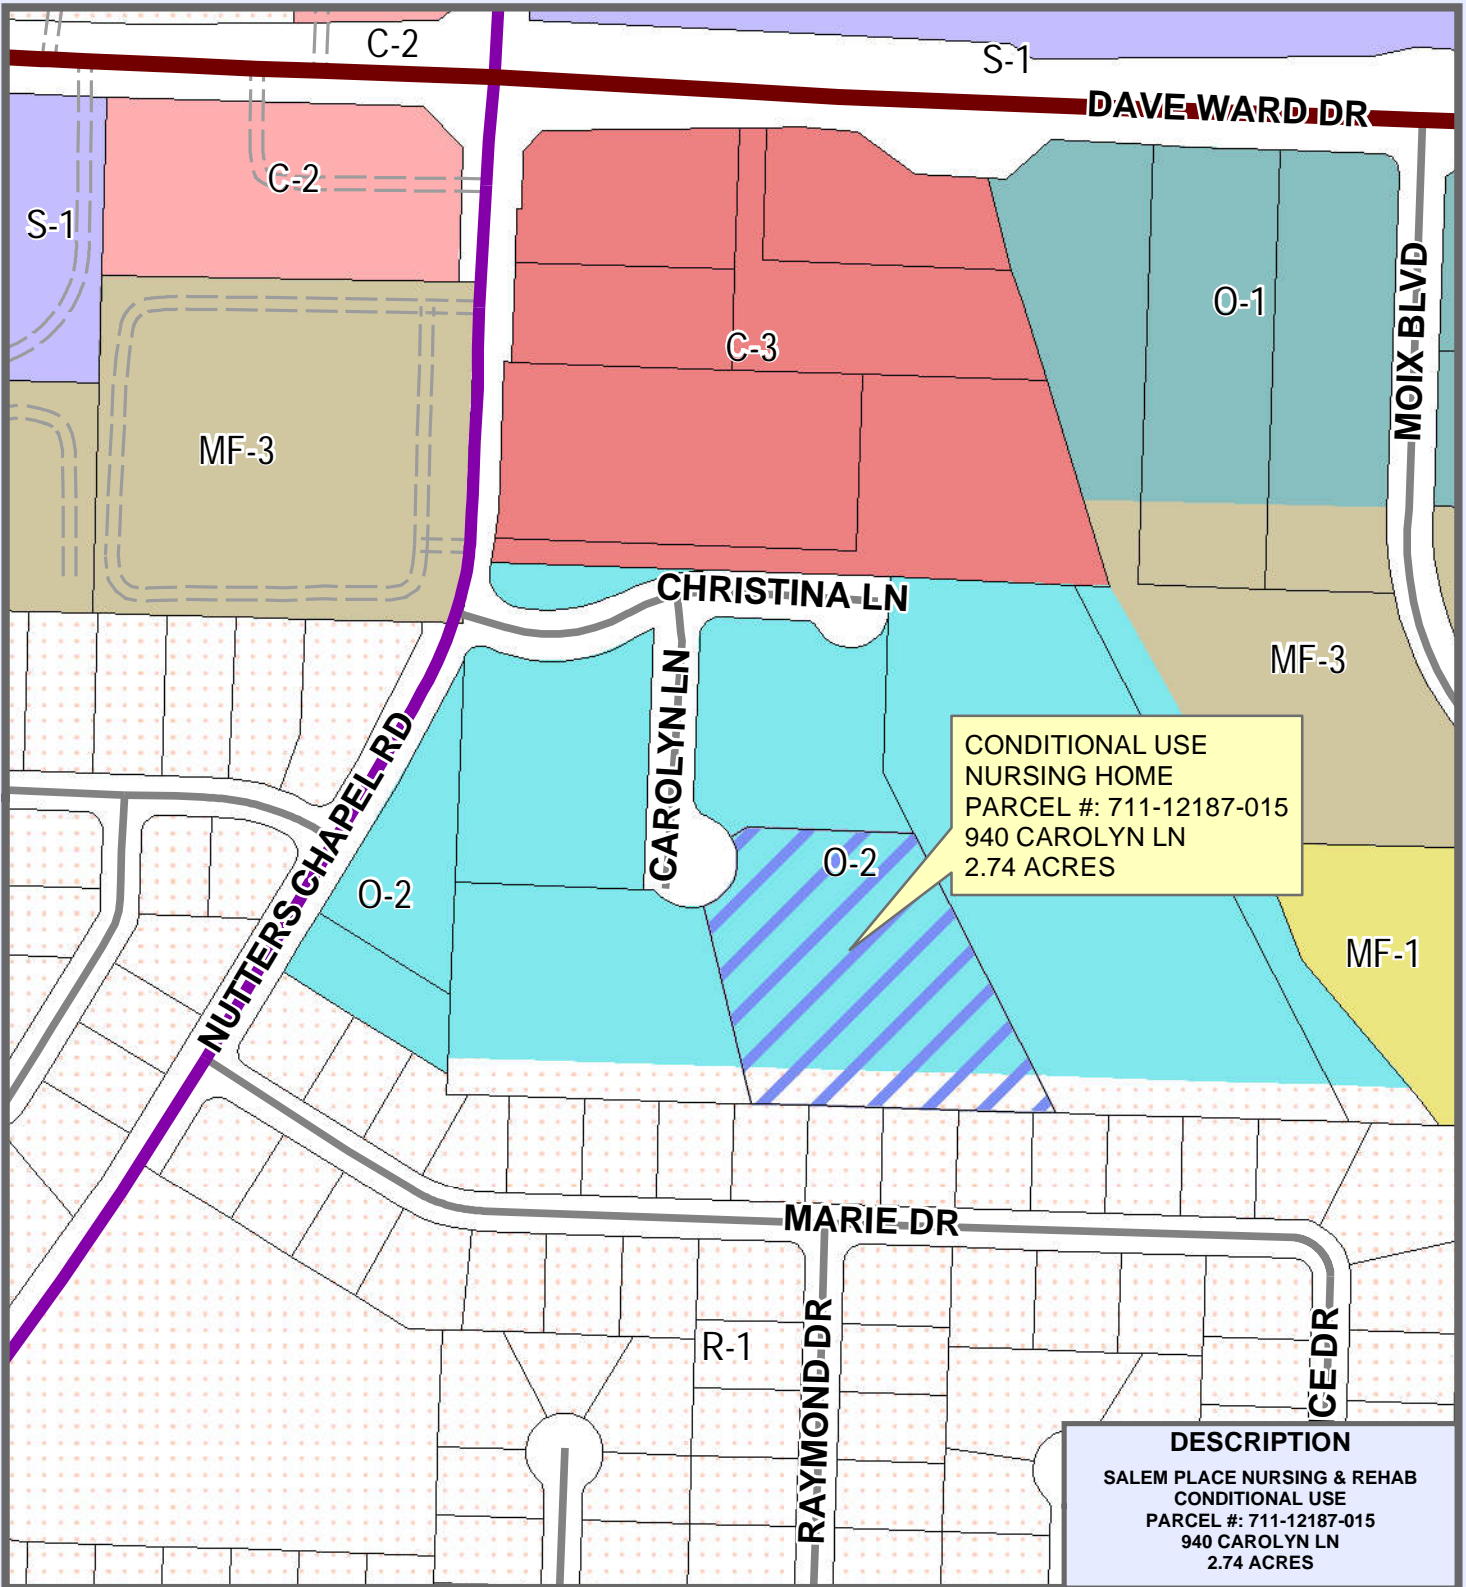 C-2
S-1
DAVE WARD DR
C-2
S-1
O-1
MOIX BLVD
C-3
MF-3
CHRISTINA LN
MF-3
CAROLYN LN
NUTTERS CHAPEL RD
CONDITIONAL USE
NURSING HOME
PARCEL #: 711-12187-015
940 CAROLYN LN
2.74 ACRES
O-2
O-2
MF-1
MARIE DR
RAYMOND DR
R-1
CE DR
DESCRIPTION
SALEM PLACE NURSING & REHAB
CONDITIONAL USE
PARCEL #: 711-12187-015
940 CAROLYN LN
2.74 ACRES